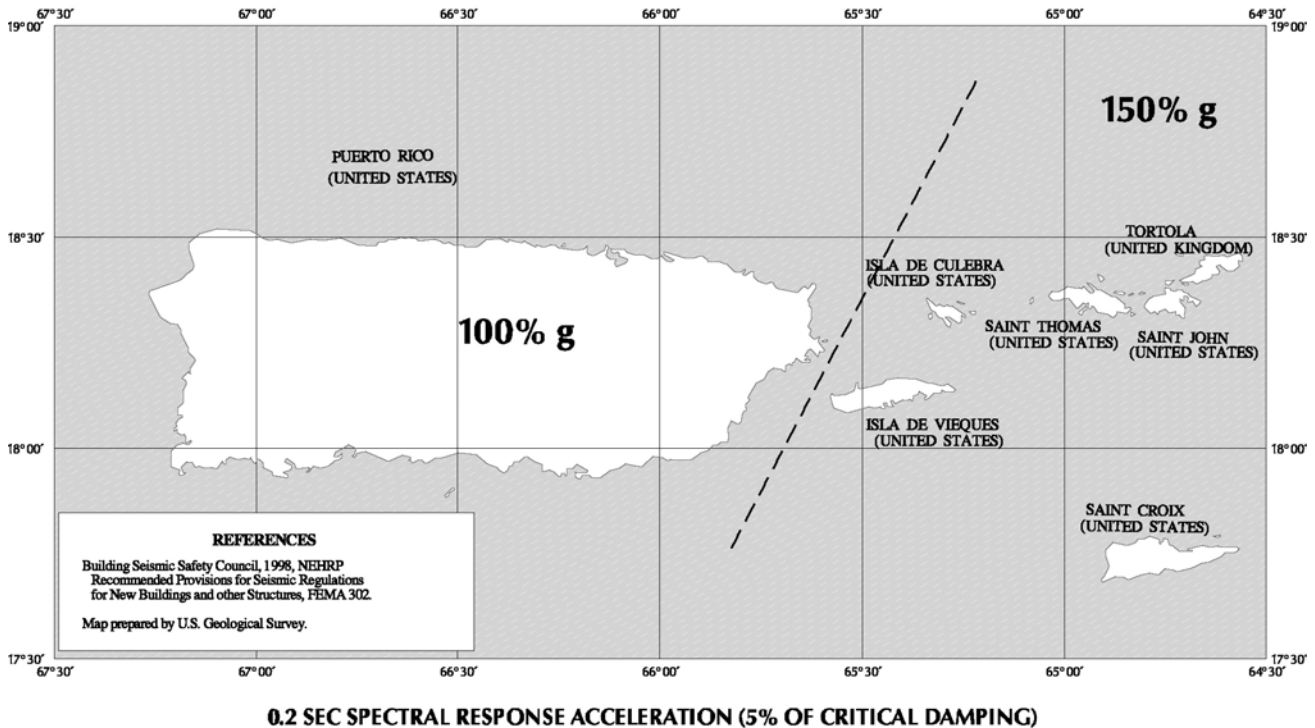 67°30' 67°00' 66°30' 66°00' 65°30' 65°00' 64°30'
19°00' 19°00'
150% g
PUERTO RICO
(UNITED STATES)
18°30' 18°30'
TORTOLA
(UNITED KINGDOM)
ISLA DE CULEBRA
(UNITED STATES)
100% g
SAINT THOMAS
(UNITED STATES)
SAINT JOHN
(UNITED STATES)
ISLA DE VIEQUES
(UNITED STATES)
18°00' 18°00'
SAINT CROIX
(UNITED STATES)
REFERENCES
Building Seismic Safety Council, 1998, NEHRP
Recommended Provisions for Seismic Regulations
for New Buildings and other Structures, FEMA 302.
Map prepared by U.S. Geological Survey.
17°30' 17°30'
67°30' 67°00' 66°30' 66°00' 65°30' 65°00' 64°30'
0.2 SEC SPECTRAL RESPONSE ACCELERATION (5% OF CRITICAL DAMPING)